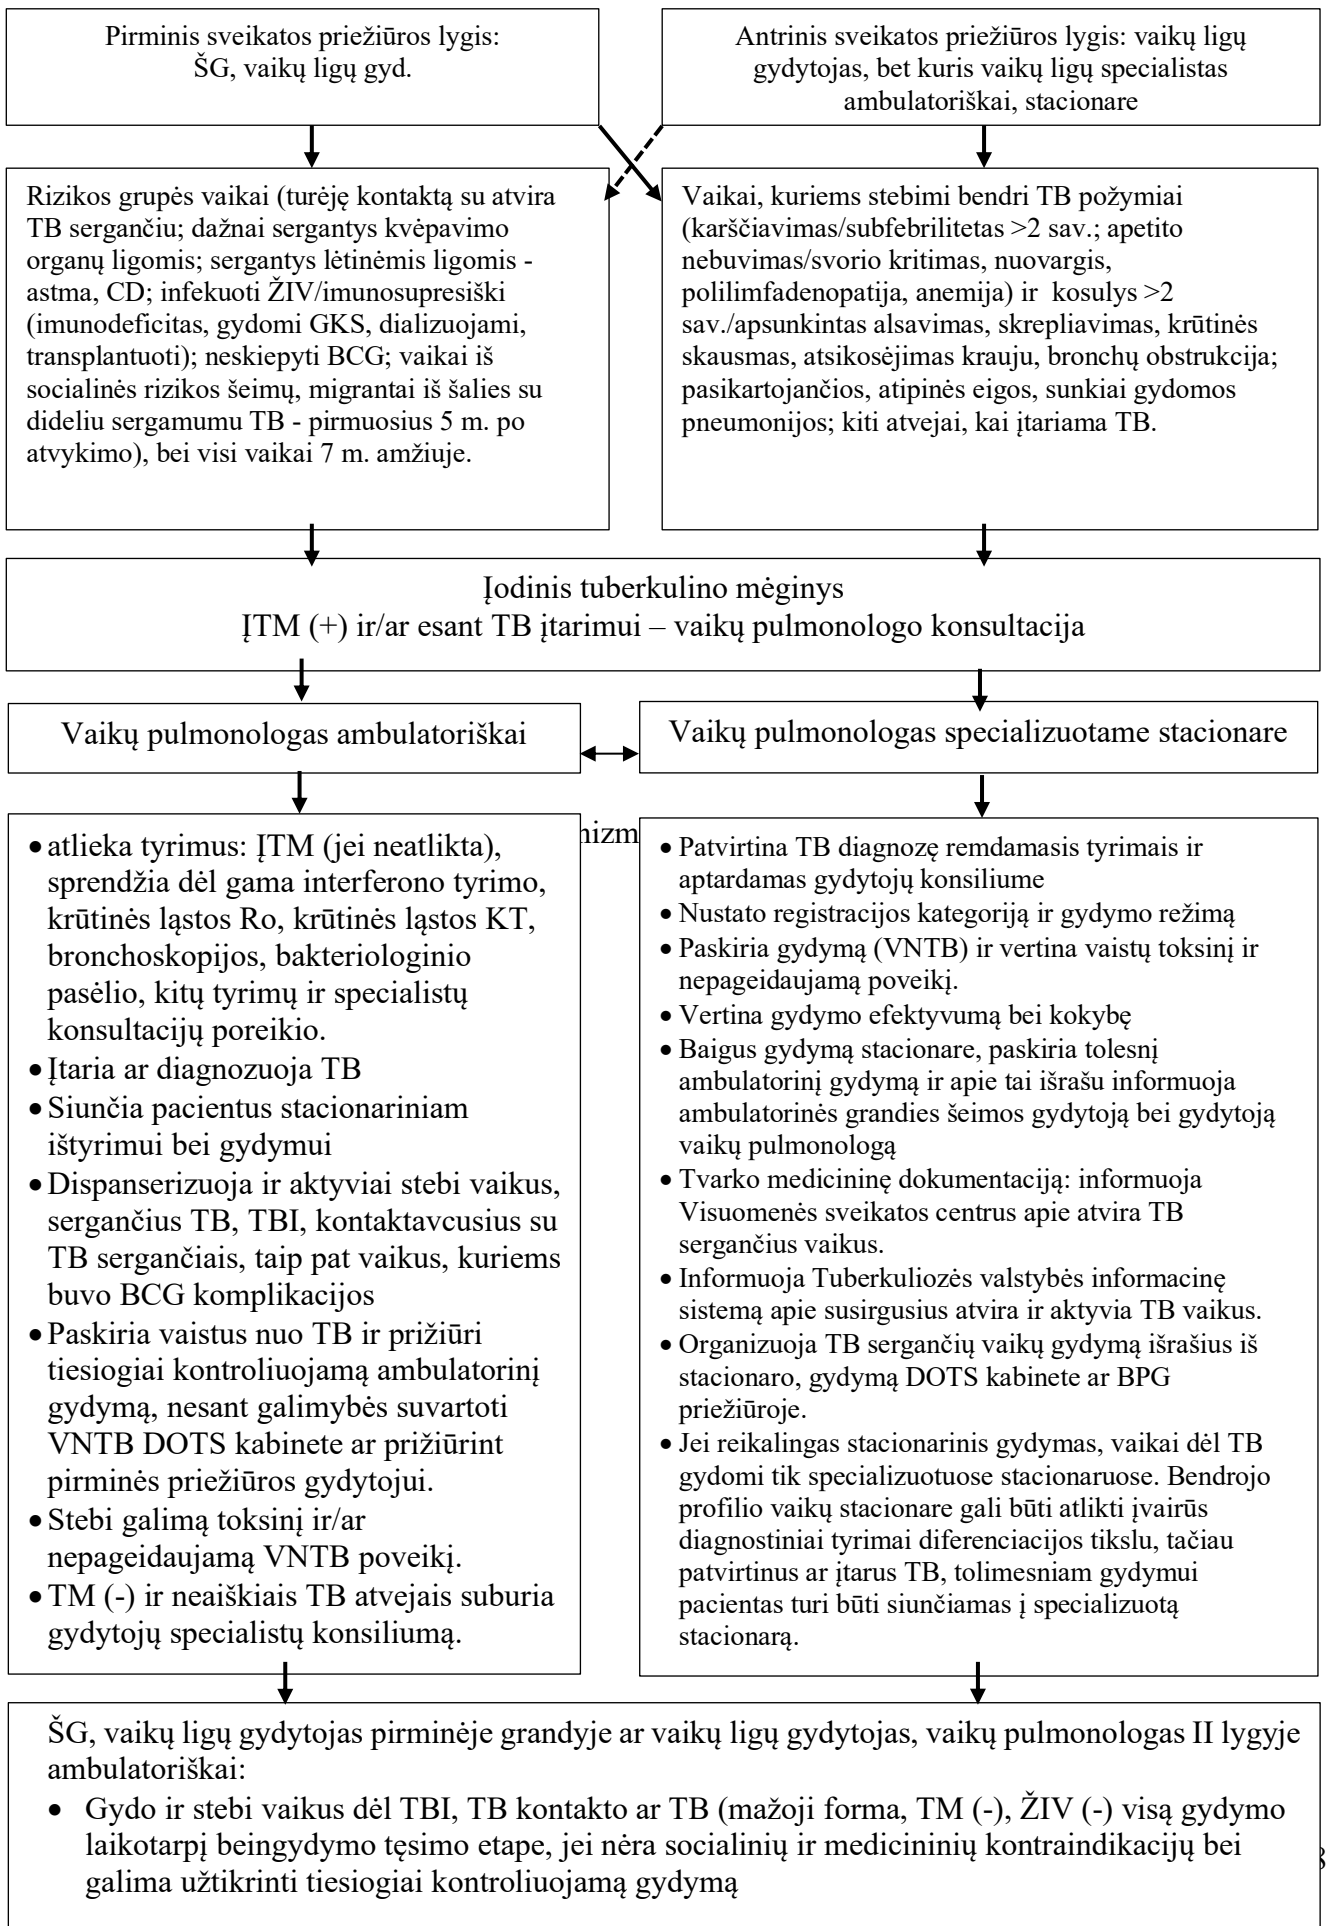 Pirminis sveikatos priežiūros lygis:
ŠG, vaikų ligų gyd.
Antrinis sveikatos priežiūros lygis: vaikų ligų
gydytojas, bet kuris vaikų ligų specialistas
ambulatoriškai, stacionare
Rizikos grupės vaikai (turėję kontaktą su atvira
TB sergančiu; dažnai sergantys kvėpavimo
organų ligomis; sergantys lėtinėmis ligomis -
astma, CD; infekuoti ŽIV/imunosupresiški
(imunodeficitas, gydomi GKS, dializuojami,
transplantuoti); neskiepyti BCG; vaikai iš
socialinės rizikos šeimų, migrantai iš šalies su
dideliu sergamumu TB - pirmuosius 5 m. po
atvykimo), bei visi vaikai 7 m. amžiuje.
Vaikai, kuriems stebimi bendri TB požymiai
(karščiavimas/subfebrilitetas >2 sav.; apetito
nebuvimas/svorio kritimas, nuovargis,
polilimfadenopatija, anemija) ir kosulys >2
sav./apsunkintas alsavimas, skrepliavimas, krūtinės
skausmas, atsikosėjimas krauju, bronchų obstrukcija;
pasikartojančios, atipinės eigos, sunkiai gydomos
pneumonijos; kiti atvejai, kai įtariama TB.
Įodinis tuberkulino mėginys
ĮTM (+) ir/ar esant TB įtarimui – vaikų pulmonologo konsultacija
Vaikų pulmonologas ambulatoriškai
Vaikų pulmonologas specializuotame stacionare
• atlieka tyrimus: ĮTM (jei neatlikta),
sprendžia dėl gama interferono tyrimo,
krūtinės ląstos Ro, krūtinės ląstos KT,
bronchoskopijos, bakteriologinio
pasėlio, kitų tyrimų ir specialistų
konsultacijų poreikio.
• Įtaria ar diagnozuoja TB
• Siunčia pacientus stacionariniam
ištyrimui bei gydymui
• Dispanserizuoja ir aktyviai stebi vaikus,
sergančius TB, TBI, kontaktavcusius su
TB sergančiais, taip pat vaikus, kuriems
buvo BCG komplikacijos
• Paskiria vaistus nuo TB ir prižiūri
tiesiogiai kontroliuojamą ambulatorinį
gydymą, nesant galimybės suvartoti
VNTB DOTS kabinete ar prižiūrint
pirminės priežiūros gydytojui.
• Stebi galimą toksinį ir/ar
nepageidaujamą VNTB poveikį.
• TM (-) ir neaiškiais TB atvejais suburia
gydytojų specialistų konsiliumą.
nizm
• Patvirtina TB diagnozę remdamasis tyrimais ir
aptardamas gydytojų konsiliume
• Nustato registracijos kategoriją ir gydymo režimą
• Paskiria gydymą (VNTB) ir vertina vaistų toksinį ir
nepageidaujamą poveikį.
• Vertina gydymo efektyvumą bei kokybę
• Baigus gydymą stacionare, paskiria tolesnį
ambulatorinį gydymą ir apie tai išrašu informuoja
ambulatorinės grandies šeimos gydytoją bei gydytoją
vaikų pulmonologą
• Tvarko medicininę dokumentaciją: informuoja
Visuomenės sveikatos centrus apie atvira TB
sergančius vaikus.
• Informuoja Tuberkuliozės valstybės informacinę
sistemą apie susirgusius atvira ir aktyvia TB vaikus.
• Organizuoja TB sergančių vaikų gydymą išrašius iš
stacionaro, gydymą DOTS kabinete ar BPG
priežiūroje.
• Jei reikalingas stacionarinis gydymas, vaikai dėl TB
gydomi tik specializuotuose stacionaruose. Bendrojo
profilio vaikų stacionare gali būti atlikti įvairūs
diagnostiniai tyrimai diferenciacijos tikslu, tačiau
patvirtinus ar įtarus TB, tolimesniam gydymui
pacientas turi būti siunčiamas į specializuotą
stacionarą.
ŠG, vaikų ligų gydytojas pirminėje grandyje ar vaikų ligų gydytojas, vaikų pulmonologas II lygyje
ambulatoriškai:
• Gydo ir stebi vaikus dėl TBI, TB kontakto ar TB (mažoji forma, TM (-), ŽIV (-) visą gydymo
laikotarpį beingydymo tęsimo etape, jei nėra socialinių ir medicininių kontraindikacijų bei
galima užtikrinti tiesiogiai kontroliuojamą gydymą